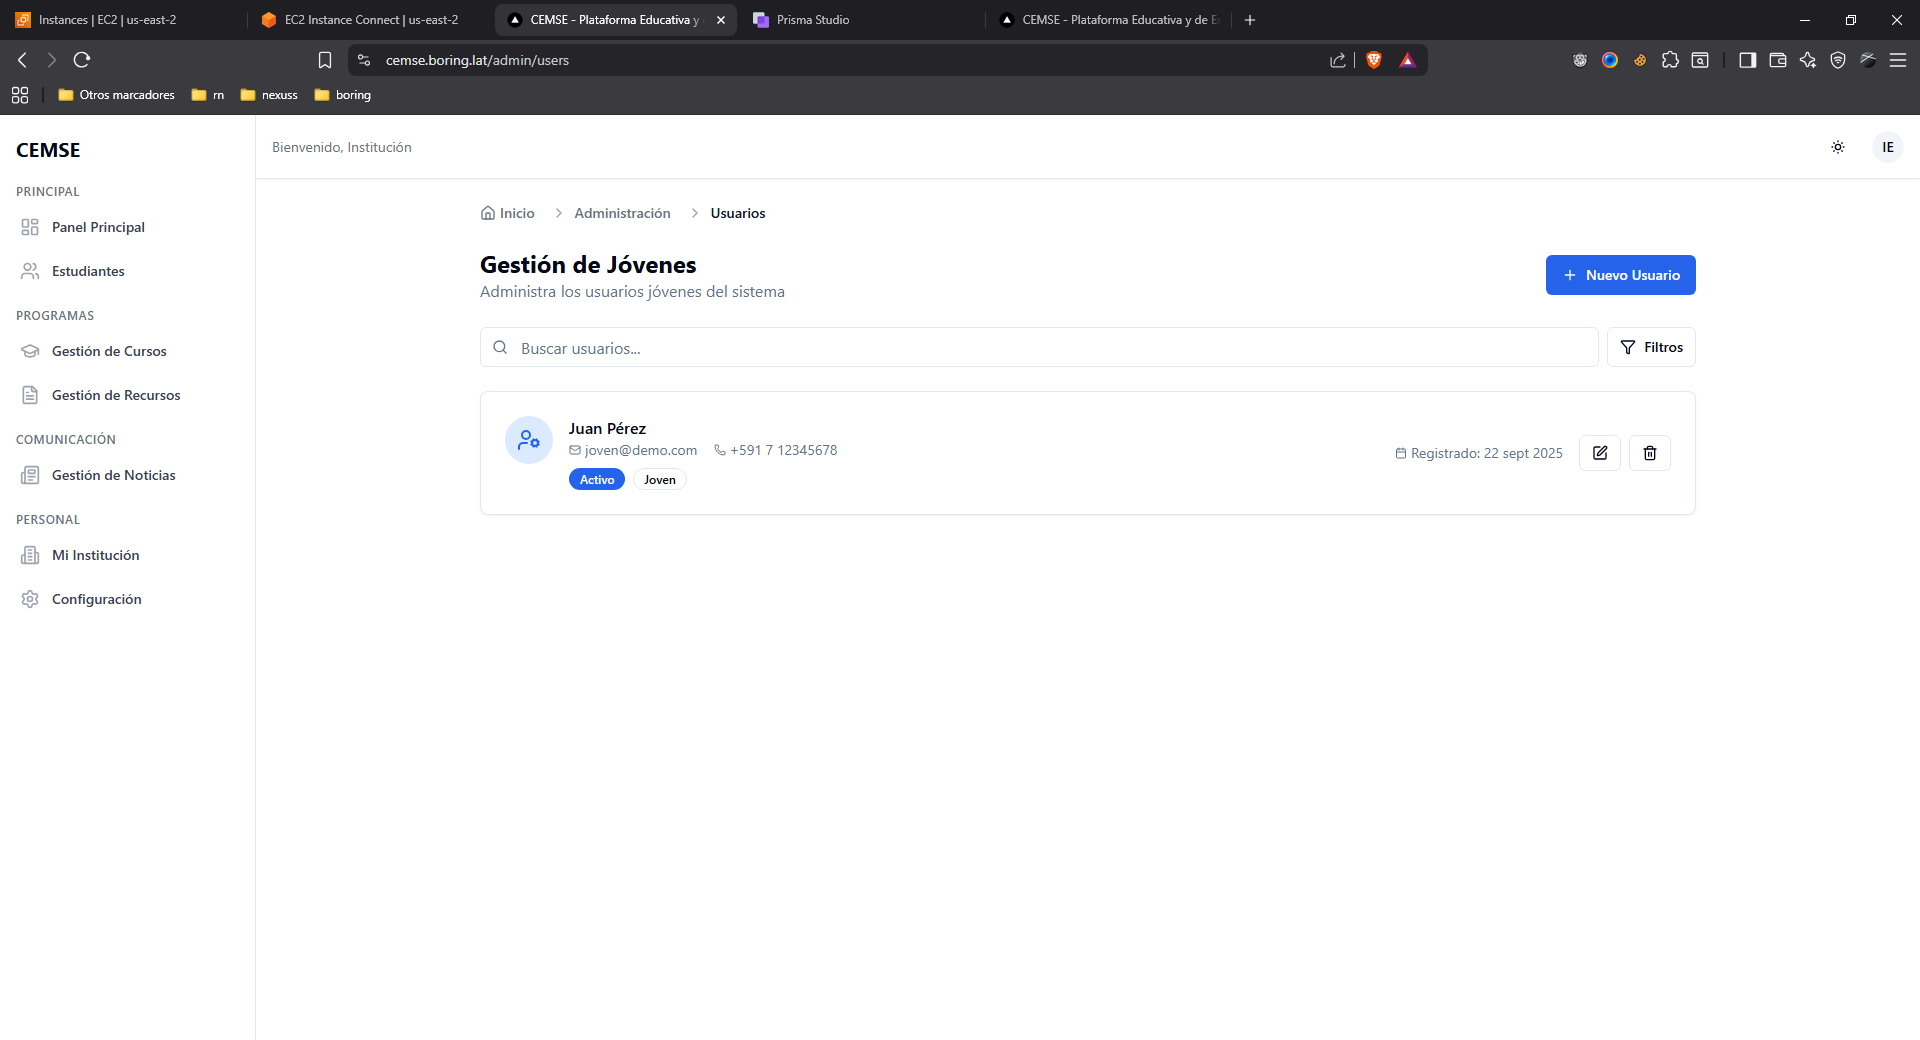 Instances | EC2 | us-east-2
EC2 Instance Connect | us-east-2
CEMSE - Plataforma Educativa y
Prisma Studio
CEMSE - Plataforma Educativa y de E
cemse.boring.lat/admin/users
Otros marcadores
rn
nexuss
boring
CEMSE
PRINCIPAL
Panel Principal
Estudiantes
PROGRAMAS
Gestión de Cursos
Gestión de Recursos
COMUNICACIÓN
Gestión de Noticias
PERSONAL
Mi Institución
Configuración
Bienvenido, Institución
IE
Inicio > Administración > Usuarios
Gestión de Jóvenes
Administra los usuarios jóvenes del sistema
+ Nuevo Usuario
Buscar usuarios...
Filtros
Juan Pérez
joven@demo.com +591 7 12345678
Activo Joven
Registrado: 22 sept 2025